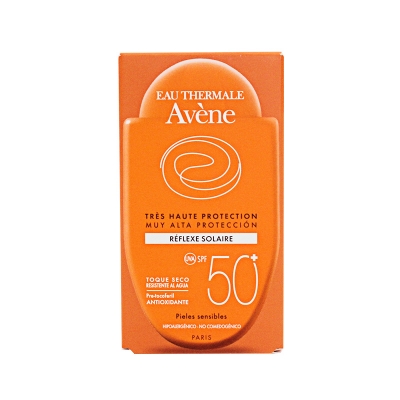 EAU THERMALE
Avène
TRÈS HAUTE PROTECTION
MUY ALTA PROTECCIÓN
RÉFLEXE SOLAIRE
UVA SPF 50+
TOQUE SECO
RESISTENTE AL AGUA
Pre-tocoferil
ANTIOXIDANTE
Pieles sensibles
HIPOALERGÉNICO - NO COMEDOGÉNICO
PARIS